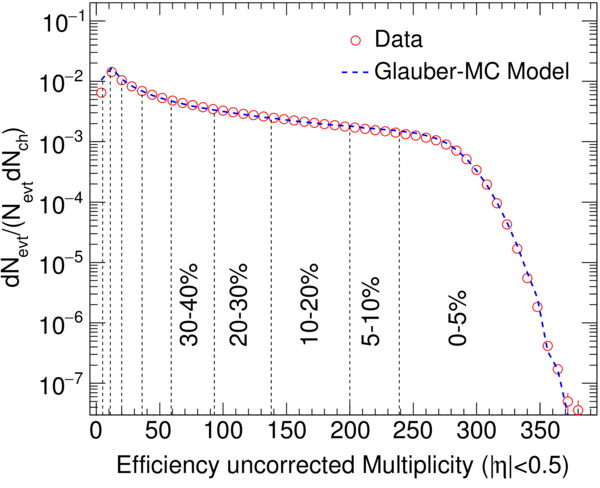 10⁻¹
10⁻²
10⁻³
10⁻⁴
10⁻⁵
10⁻⁶
10⁻⁷
dN_evt/(N_evt dN_ch)
Data
Glauber-MC Model
30-40%
20-30%
10-20%
5-10%
0-5%
0 50 100 150 200 250 300 350
Efficiency uncorrected Multiplicity (|η|<0.5)